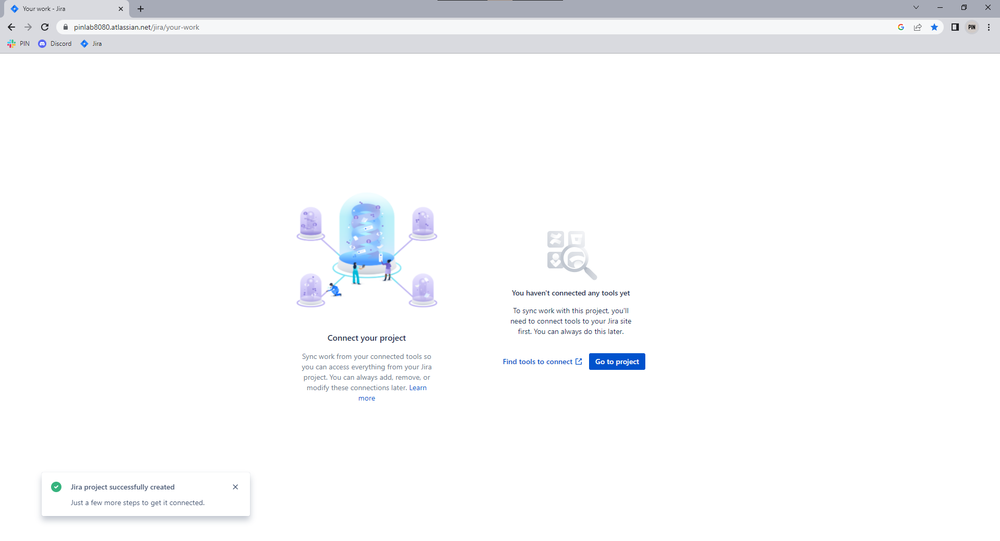 Your work - Jira
pinlab8080.atlassian.net/jira/your-work
PIN
PIN
Discord
Jira
Connect your project
Sync work from your connected tools so
you can access everything from your Jira
project. You can always add, remove, or
modify these connections later. Learn
more
You haven't connected any tools yet
To sync work with this project, you'll
need to connect tools to your Jira site
first. You can always do this later.
Find tools to connect
Go to project
Jira project successfully created
Just a few more steps to get it connected.